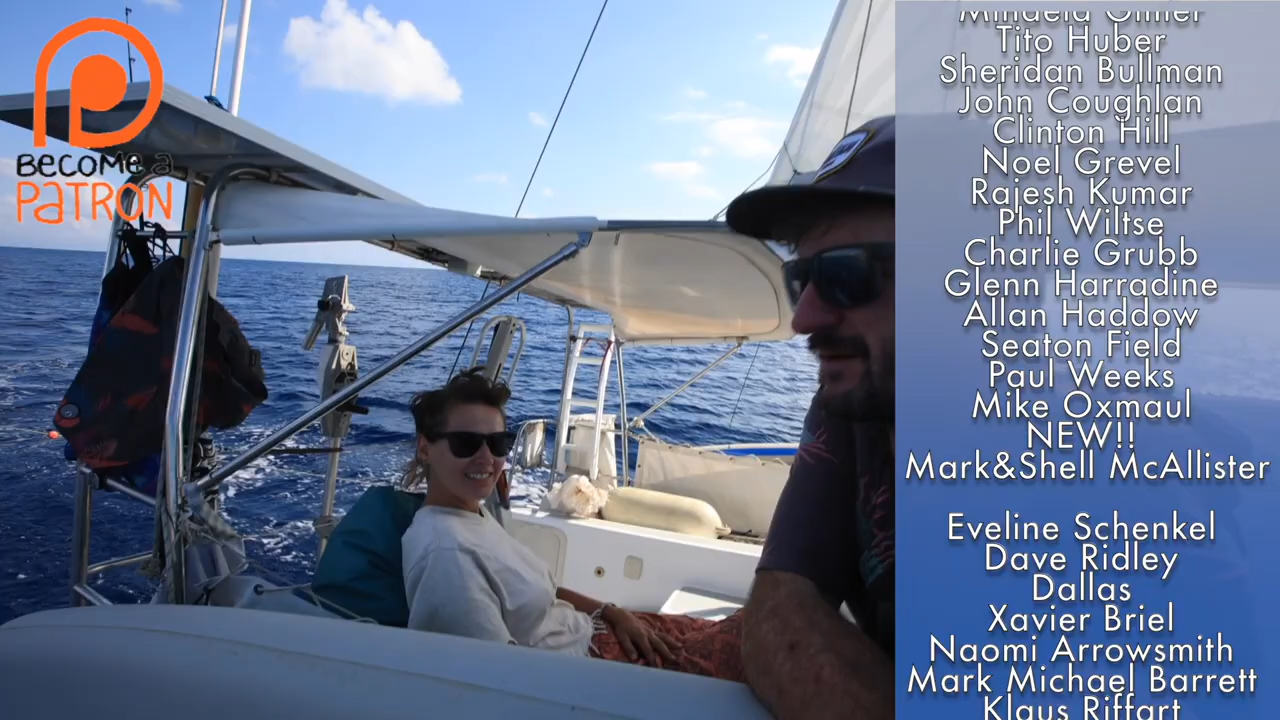 BECOME a
PATRON
Tito Huber
Sheridan Bullman
John Coughlan
Clinton Hill
Noel Grevel
Rajesh Kumar
Phil Wiltse
Charlie Grubb
Glenn Harradine
Allan Haddow
Seaton Field
Paul Weeks
Mike Oxmaul
NEW!!
Mark&Shell McAllister
Eveline Schenkel
Dave Ridley
Dallas
Xavier Briel
Naomi Arrowsmith
Mark Michael Barrett
Klaus Riffart